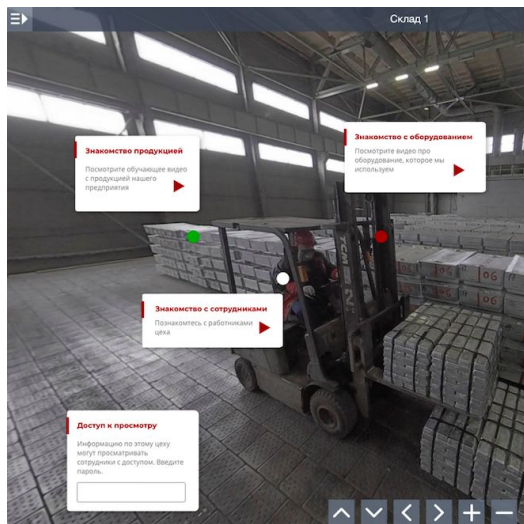 Склад 1
Знакомство продукцией
Посмотрите обучающее видео
с продукцией нашего
предприятия
Знакомство с оборудованием
Посмотрите видео про
оборудование, которое мы
используем
Знакомство с сотрудниками
Познакомтесь с работниками
цеха
Доступ к просмотру
Информацию по этому цеху
могут просматривать
сотрудники с доступом. Введите
пароль.